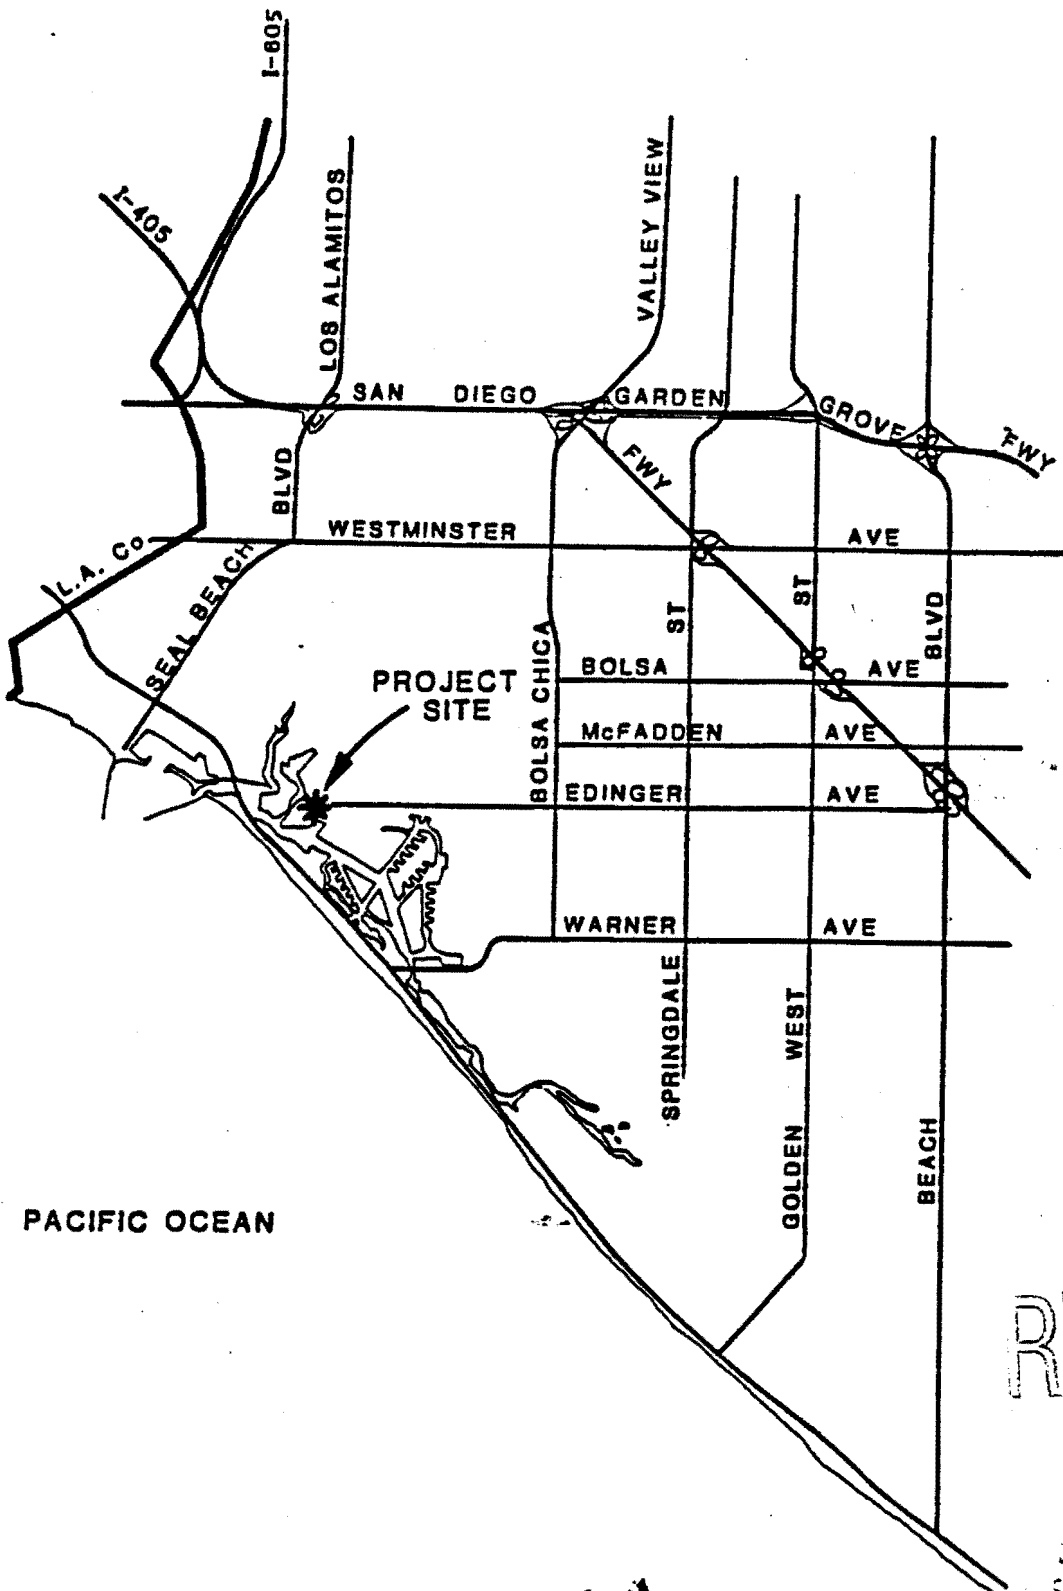 I-605
I-405
LOS ALAMITOS
VALLEY VIEW
SAN DIEGO
GARDEN
GROVE
FWY
FWY
BLVD
WESTMINSTER AVE
L.A. Co
SEAL BEACH
ST
ST
BLVD
BOLSA CHICA
BOLSA AVE
PROJECT
SITE
McFADDEN AVE
EDINGER AVE
WARNER AVE
SPRINGDALE
GOLDEN WEST
BEACH
PACIFIC OCEAN
R